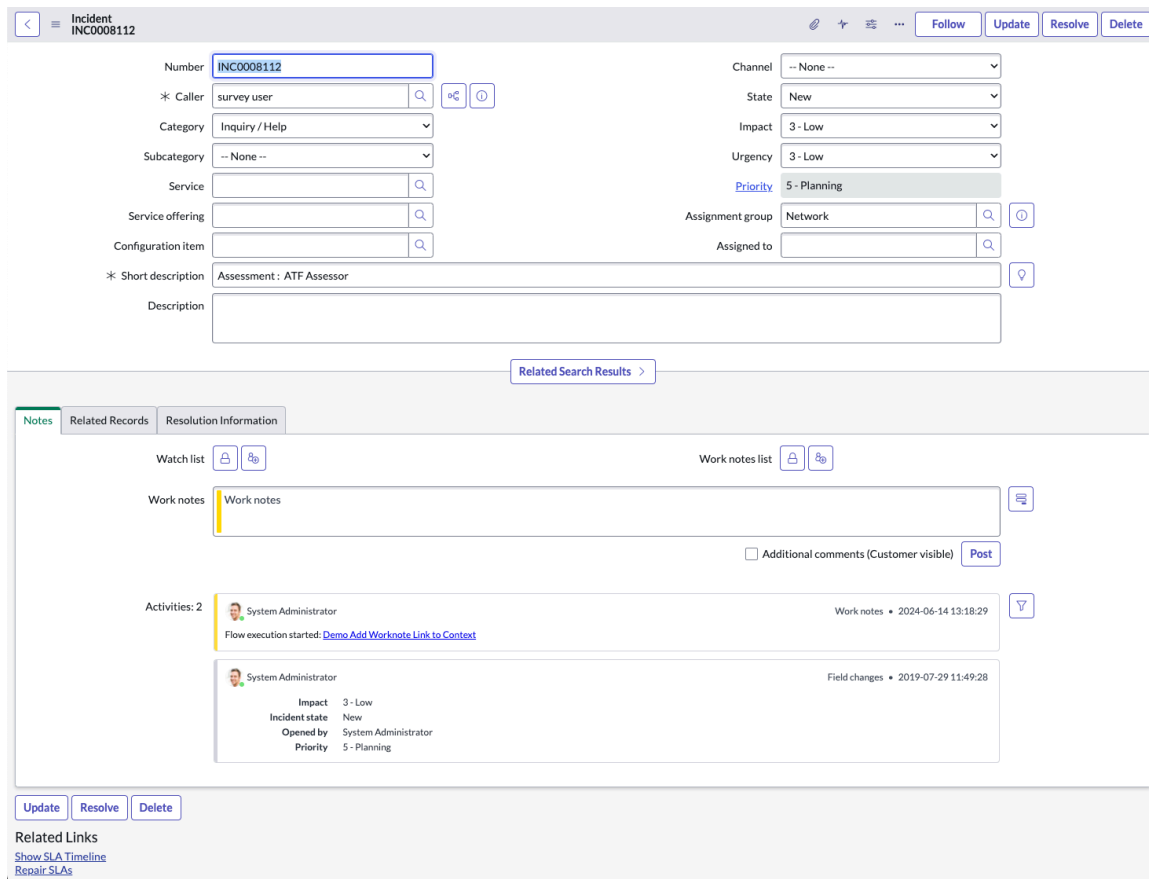 Incident
INC0008112
Follow Update Resolve Delete
Number INC0008112
Channel -- None --
Caller survey user
State New
Category Inquiry / Help
Impact 3 - Low
Subcategory -- None --
Urgency 3 - Low
Service
Priority 5 - Planning
Service offering
Assignment group Network
Configuration item
Assigned to
Short description Assessment : ATF Assessor
Description
Related Search Results
Notes Related Records Resolution Information
Watch list
Work notes list
Work notes Work notes
Additional comments (Customer visible) Post
Activities: 2
System Administrator Work notes • 2024-06-14 13:18:29
Flow execution started: Demo Add Worknote Link to Context
System Administrator Field changes • 2019-07-29 11:49:28
Impact 3 - Low
Incident state New
Opened by System Administrator
Priority 5 - Planning
Update Resolve Delete
Related Links
Show SLA Timeline
Repair SLAs